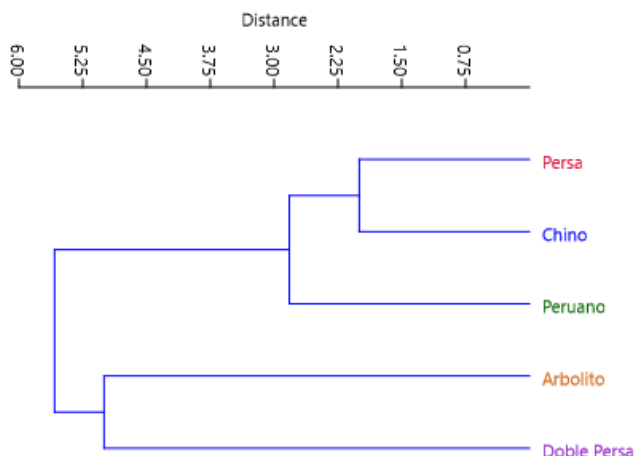 Distance
6.00 5.25 4.50 3.75 3.00 2.25 1.50 0.75
Persa
Chino
Peruano
Arbolito
Doble Persa